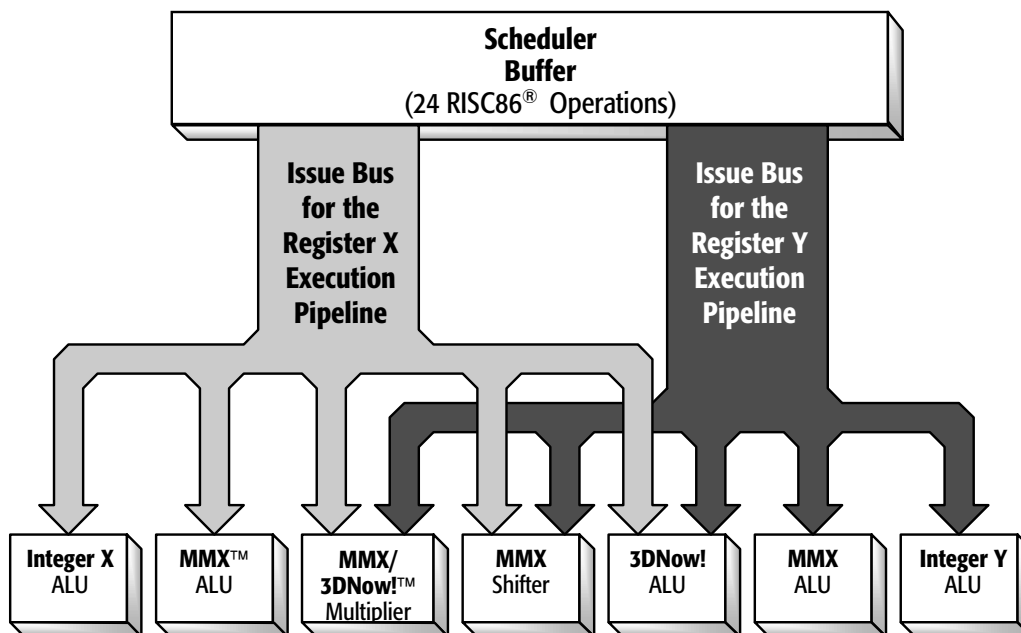 Scheduler
Buffer
(24 RISC86® Operations)
Issue Bus
for the
Register X
Execution
Pipeline
Issue Bus
for the
Register Y
Execution
Pipeline
Integer X
ALU
MMX™
ALU
MMX/
3DNow!™
Multiplier
MMX
Shifter
3DNow!
ALU
MMX
ALU
Integer Y
ALU